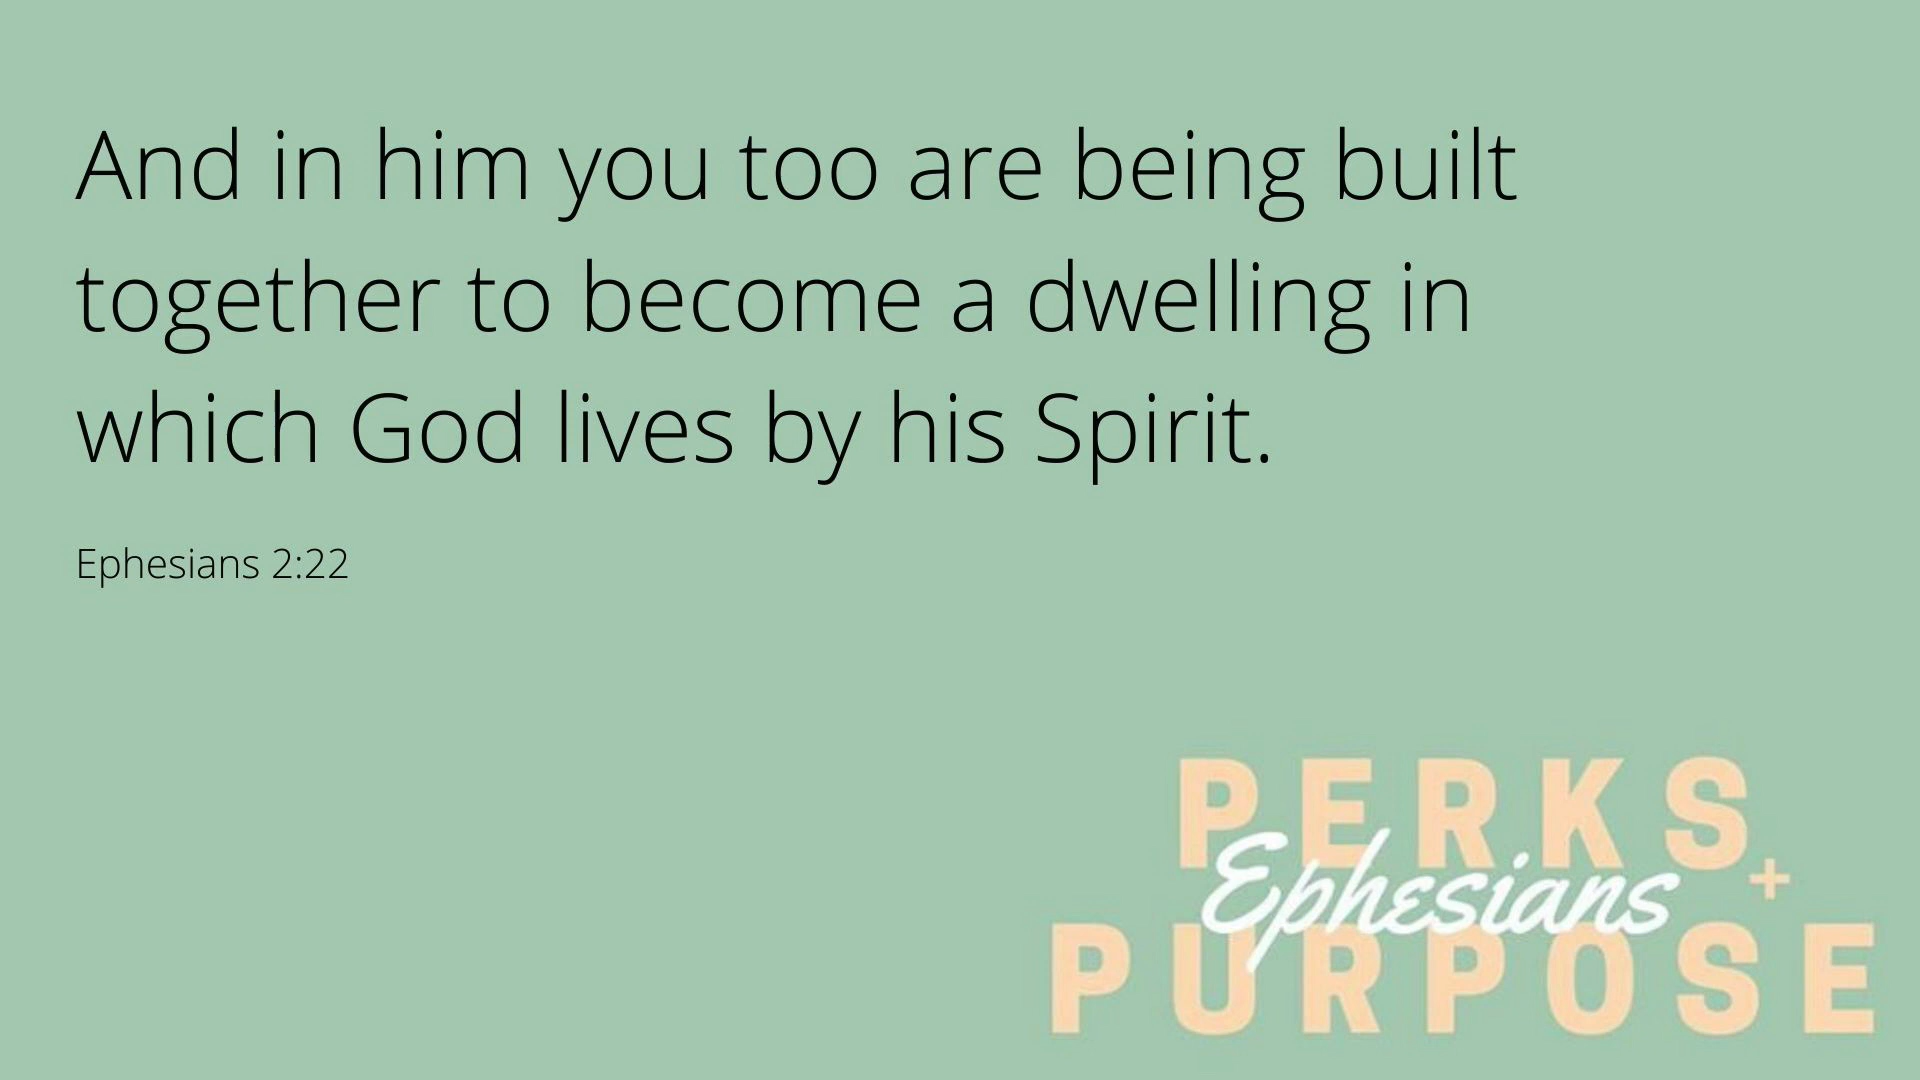 And in him you too are being built
together to become a dwelling in
which God lives by his Spirit.
Ephesians 2:22
PERKS
Ephesians +
PURPOSE